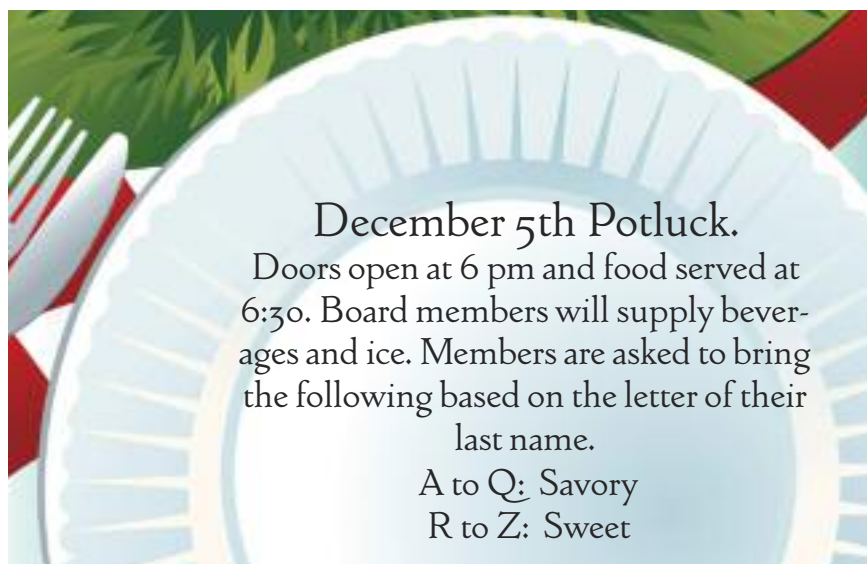 December 5th Potluck.
Doors open at 6 pm and food served at
6:30. Board members will supply bever-
ages and ice. Members are asked to bring
the following based on the letter of their
last name.
A to Q: Savory
R to Z: Sweet